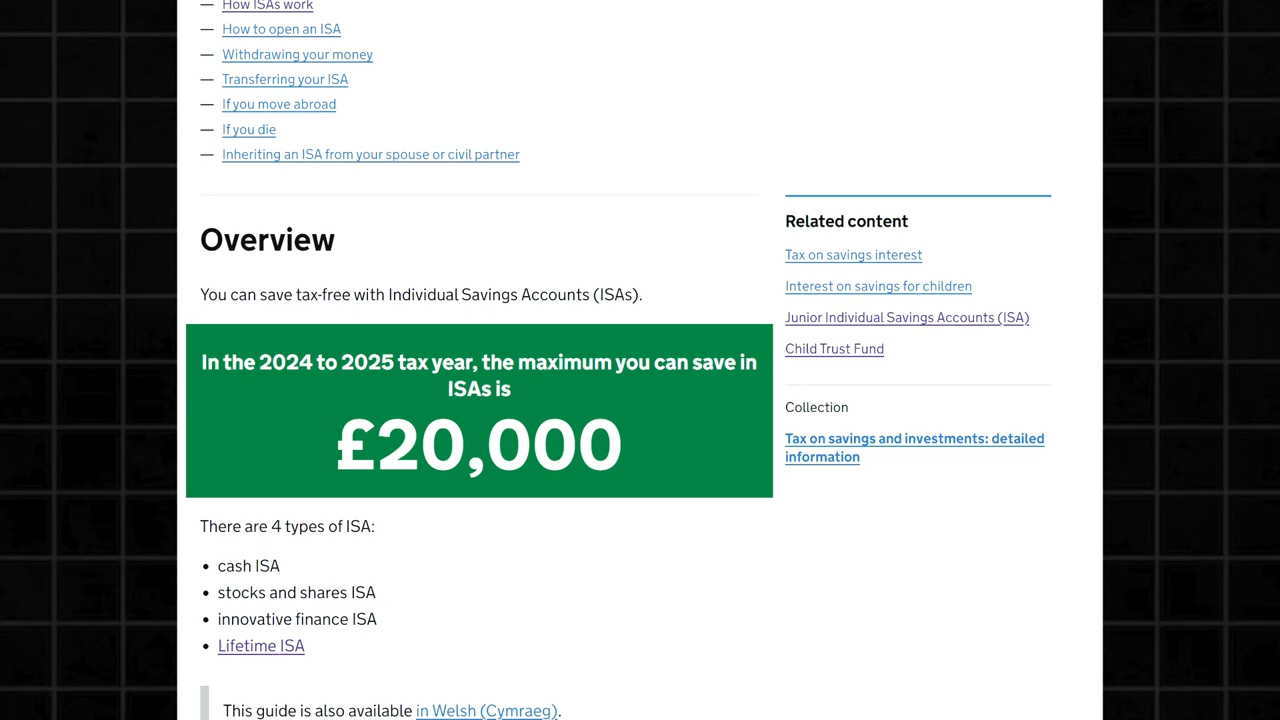 — How ISAs work
— How to open an ISA
— Withdrawing your money
— Transferring your ISA
— If you move abroad
— If you die
— Inheriting an ISA from your spouse or civil partner
Overview
You can save tax-free with Individual Savings Accounts (ISAs).
In the 2024 to 2025 tax year, the maximum you can save in
ISAs is
£20,000
There are 4 types of ISA:
• cash ISA
• stocks and shares ISA
• innovative finance ISA
• Lifetime ISA
This guide is also available in Welsh (Cymraeg).
Related content
Tax on savings interest
Interest on savings for children
Junior Individual Savings Accounts (ISA)
Child Trust Fund
Collection
Tax on savings and investments: detailed
information